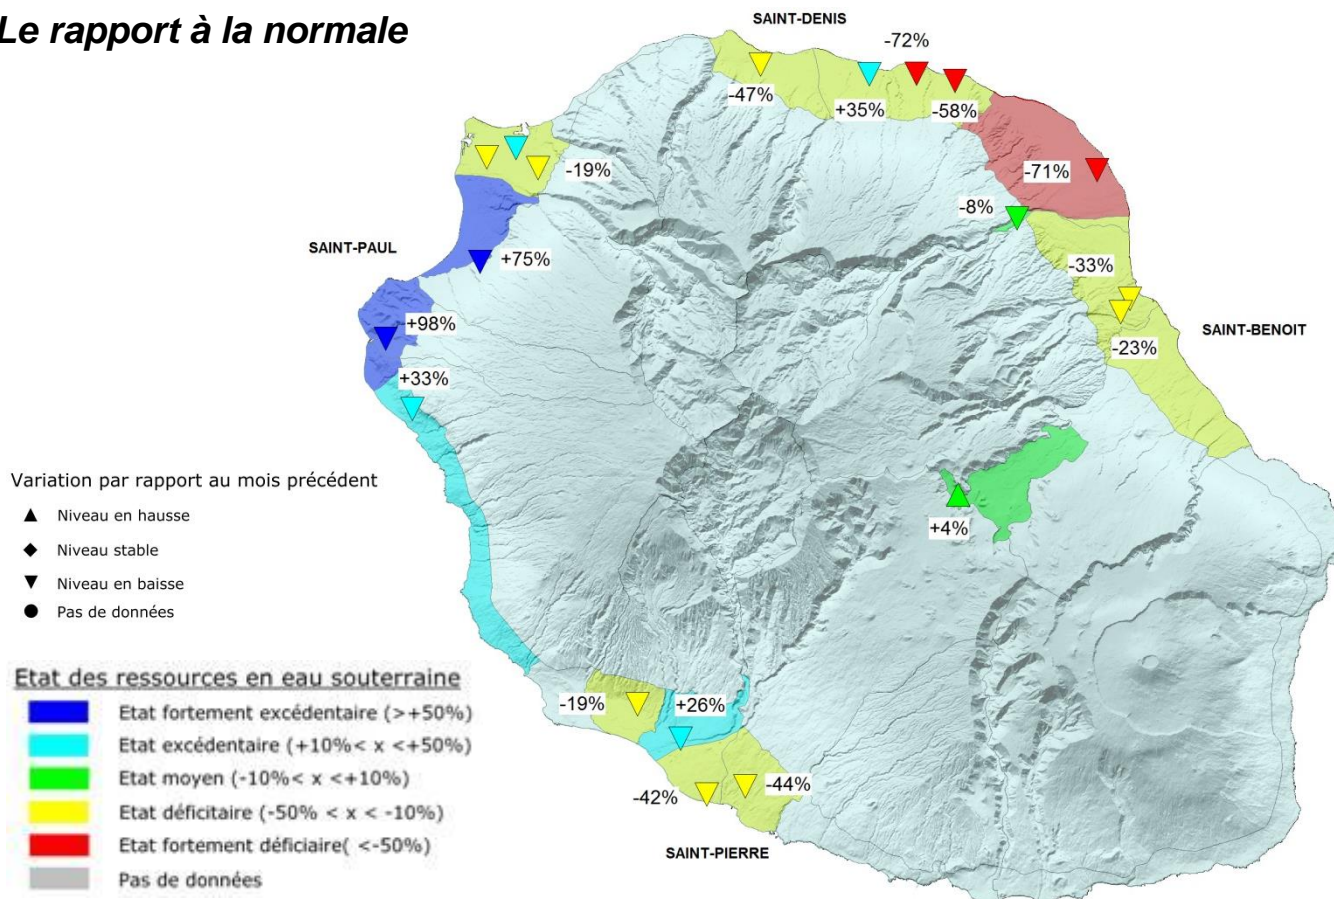 Le rapport à la normale
SAINT-DENIS
-72%
-47%
+35%
-58%
-19%
-71%
-8%
SAINT-PAUL
+75%
-33%
+98%
SAINT-BENOIT
-23%
+33%
Variation par rapport au mois précédent
Niveau en hausse
Niveau stable
Niveau en baisse
Pas de données
+4%
Etat des ressources en eau souterraine
Etat fortement excédentaire (>+50%)
Etat excédentaire (+10%< x <+50%)
Etat moyen (-10%< x <+10%)
Etat déficitaire (-50% < x < -10%)
Etat fortement déficiaire( <-50%)
Pas de données
-19%
+26%
-42%
-44%
SAINT-PIERRE